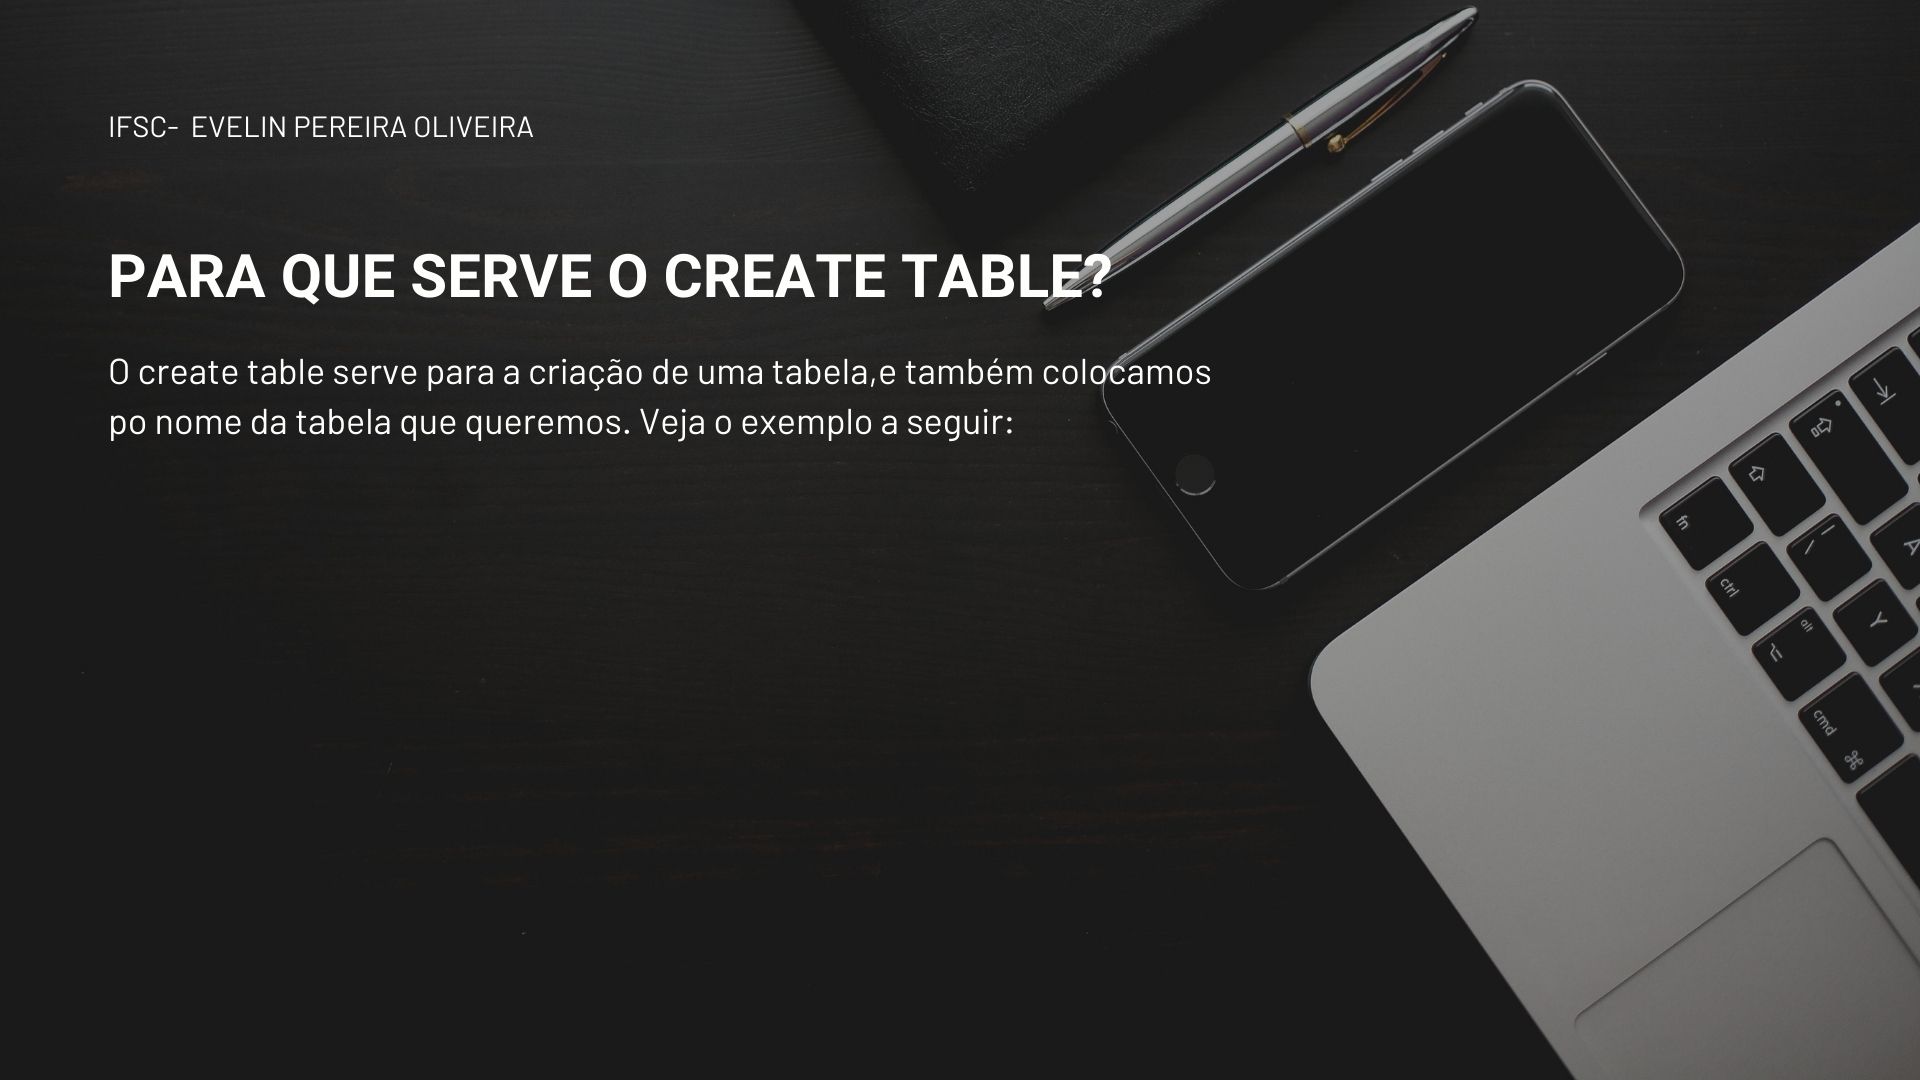 IFSC- EVELIN PEREIRA OLIVEIRA
PARA QUE SERVE O CREATE TABLE?
O create table serve para a criação de uma tabela,e também colocamos
po nome da tabela que queremos. Veja o exemplo a seguir:
fn
ctrl
alt
cmd
A
Y